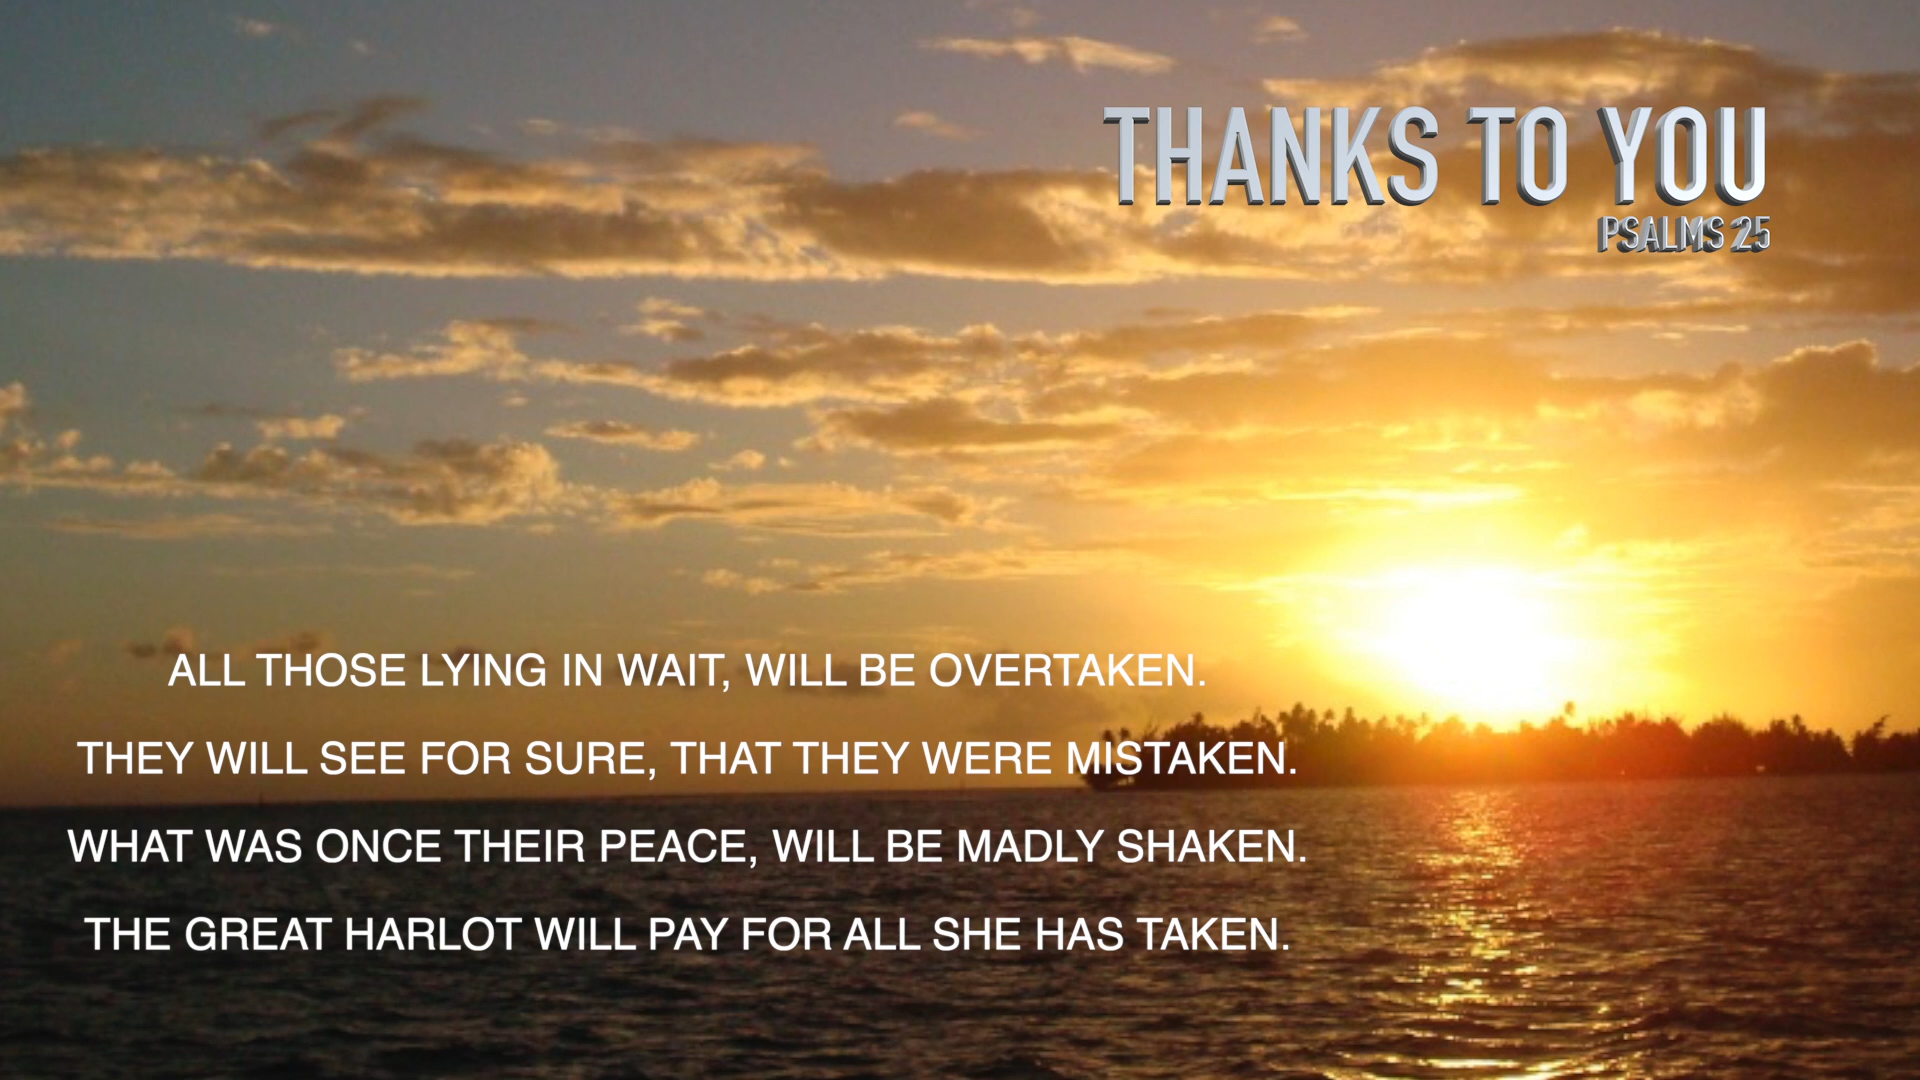 THANKS TO YOU
PSALMS 25
ALL THOSE LYING IN WAIT, WILL BE OVERTAKEN.
THEY WILL SEE FOR SURE, THAT THEY WERE MISTAKEN.
WHAT WAS ONCE THEIR PEACE, WILL BE MADLY SHAKEN.
THE GREAT HARLOT WILL PAY FOR ALL SHE HAS TAKEN.